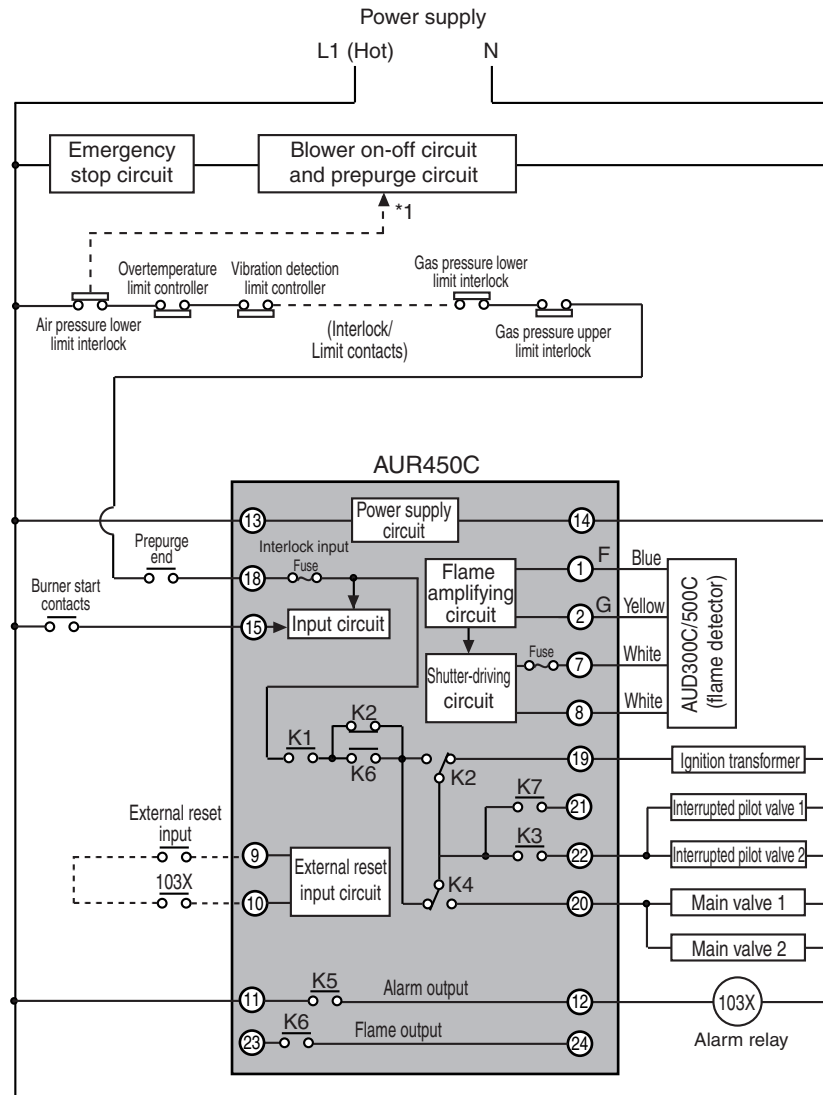 Power supply
L1 (Hot)
N
Emergency
stop circuit
Blower on-off circuit
and prepurge circuit
*1
Overtemperature
limit controller
Vibration detection
limit controller
Gas pressure lower
limit interlock
Air pressure lower
limit interlock
(Interlock/
Limit contacts)
Gas pressure upper
limit interlock
AUR450C
13
Power supply
circuit
14
Prepurge
end
18
Interlock input
Fuse
Flame
amplifying
circuit
1
F
Blue
Burner start
contacts
15
Input circuit
2
G
Yellow
AUD300C/500C
(flame detector)
Shutter-driving
circuit
Fuse
7
White
8
White
K1
K2
K6
K2
19
Ignition transformer
K7
21
Interrupted pilot valve 1
K3
22
Interrupted pilot valve 2
External reset
input
9
External reset
input circuit
103X
10
K4
20
Main valve 1
Main valve 2
11
K5
Alarm output
12
103X
Alarm relay
23
K6
Flame output
24